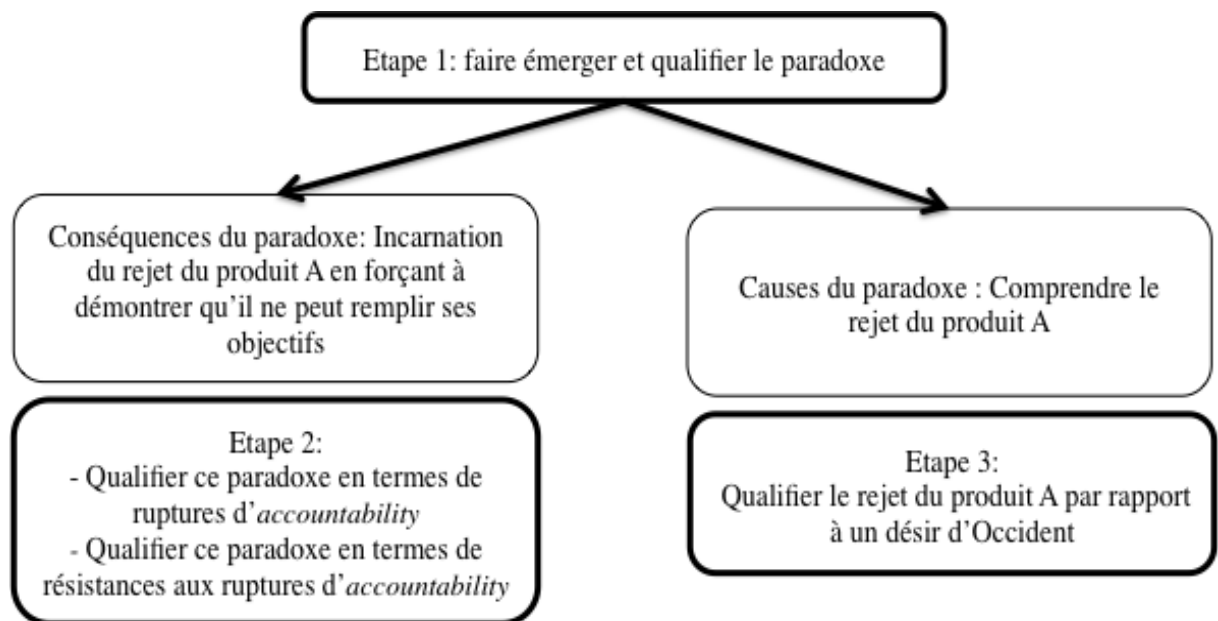 Etape 1: faire émerger et qualifier le paradoxe
Conséquences du paradoxe: Incarnation
du rejet du produit A en forçant à
démontrer qu'il ne peut remplir ses
objectifs
Causes du paradoxe : Comprendre le
rejet du produit A
Etape 2:
- Qualifier ce paradoxe en termes de
ruptures d'accountability
- Qualifier ce paradoxe en termes de
résistances aux ruptures d'accountability
Etape 3:
Qualifier le rejet du produit A par rapport
à un désir d'Occident